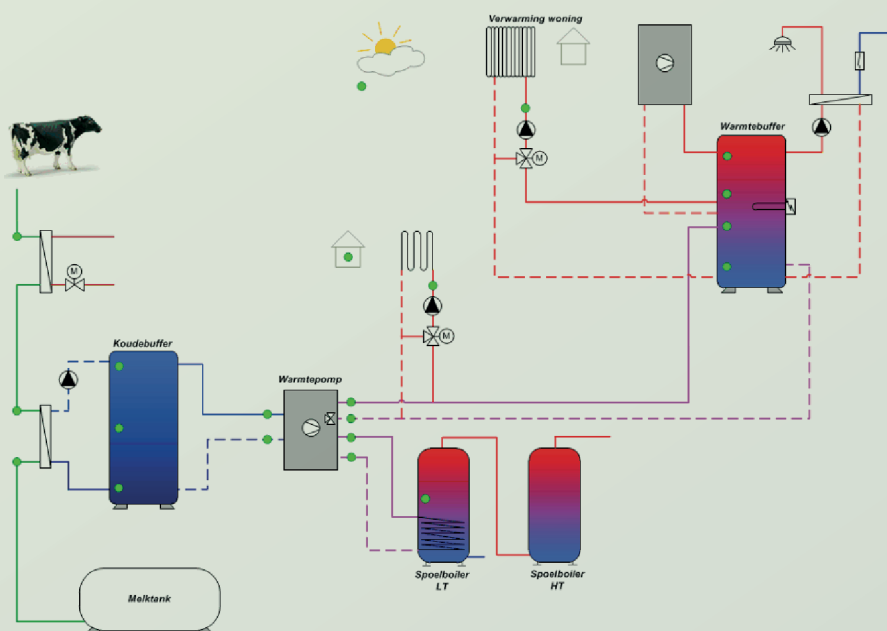 Verwarming woning
Warmtebuffer
M
M
M
Koudebuffer
Warmtepomp
Spoelboiler
LT
Spoelboiler
HT
Melktank